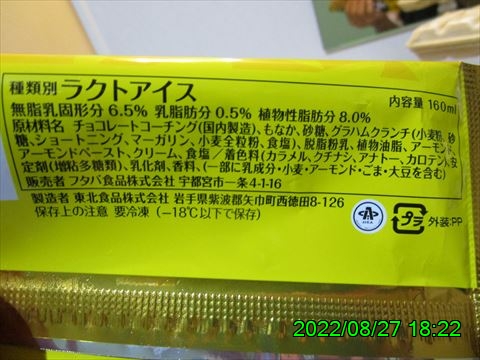 種類別 ラクトアイス 内容量 160ml
無脂乳固形分 6.5% 乳脂肪分 0.5% 植物性脂肪分 8.0%
原材料名 チョコレートコーチング(国内製造)、もなか、砂糖、グラハムクランチ(小麦粉、砂
糖、ショートニング、マーガリン、小麦全粒粉、食塩)、脱脂粉乳、植物油脂、アーモンド、
アーモンドペースト、クリーム、食塩/着色料(カラメル、クチナシ、アナトー、カロテン)、安
定剤(増粘多糖類)、乳化剤、香料、(一部に乳成分・小麦・アーモンド・ごま・大豆を含む)
販売者 フタバ食品株式会社 宇都宮市一条4-1-16
製造者 東北食品株式会社 岩手県紫波郡矢巾町西徳田8-126
保存上の注意 要冷凍(-18℃以下で保存)
プラ 外装:PP
2022/08/27 18:22